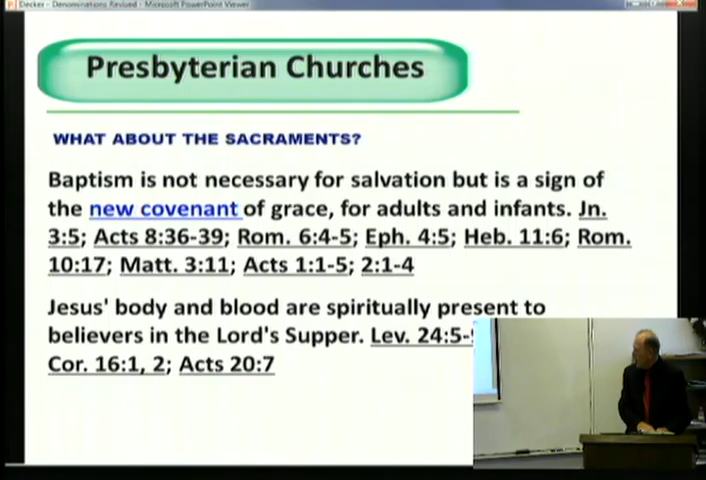 Decker - Denominations Revised - Microsoft PowerPoint Viewer
Presbyterian Churches
WHAT ABOUT THE SACRAMENTS?
Baptism is not necessary for salvation but is a sign of
the new covenant of grace, for adults and infants. Jn.
3:5; Acts 8:36-39; Rom. 6:4-5; Eph. 4:5; Heb. 11:6; Rom.
10:17; Matt. 3:11; Acts 1:1-5; 2:1-4
Jesus' body and blood are spiritually present to
believers in the Lord's Supper. Lev. 24:5-
Cor. 16:1, 2; Acts 20:7